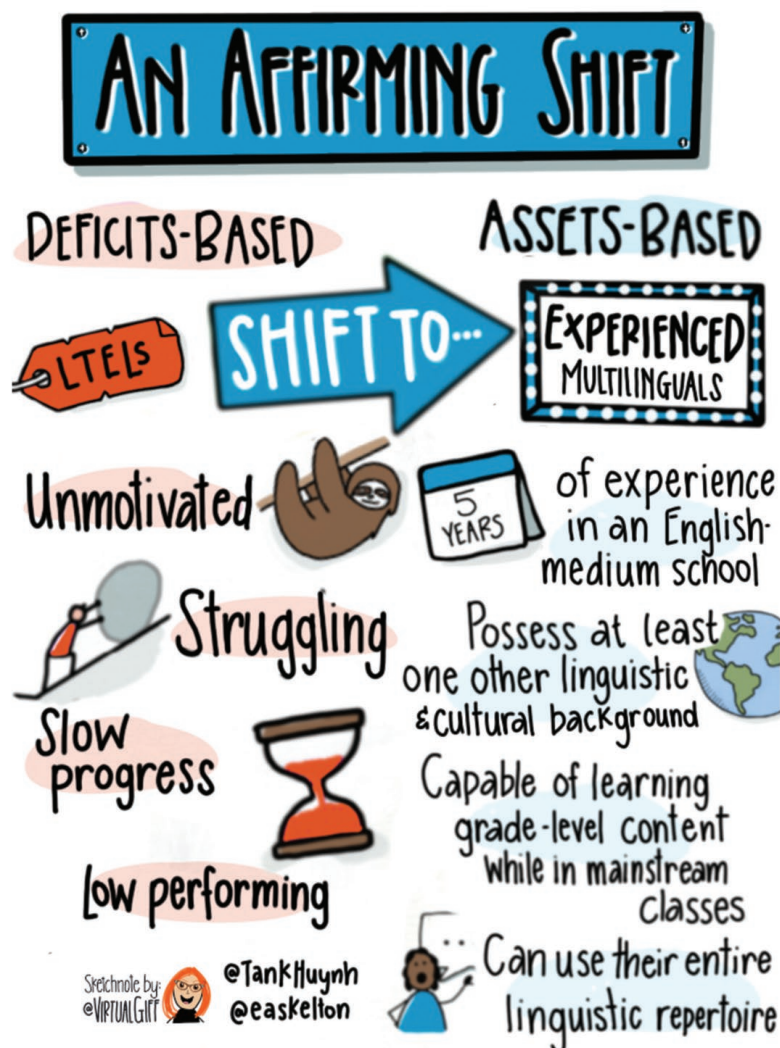 AN AFFIRMING SHIFT
DEFICITS-BASED
ASSETS-BASED
LTELs
SHIFT TO...
EXPERIENCED
MULTILINGUALS
Unmotivated
5
YEARS
of experience
in an English-
medium school
Struggling
Possess at least
one other linguistic
& cultural background
Slow
progress
Capable of learning
grade-level content
while in mainstream
classes
Low performing
Can use their entire
linguistic repertoire
Sketchnote by:
@VIRTUALGIFF
@TanKHuynh
@easkelton